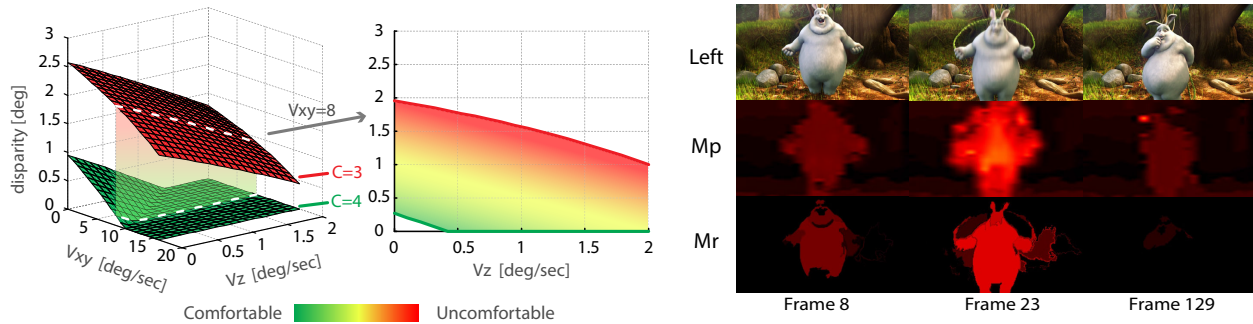 3
2.5
2
1.5
1
0.5
0
disparity [deg]
0
5
10
15
20
Vxy [deg/sec]
0
0.5
1
1.5
2
Vz [deg/sec]
C=3
C=4
Vxy=8
3
2.5
2
1.5
1
0.5
0
0
0.5
1
1.5
2
Vz [deg/sec]
Comfortable
Uncomfortable
Left
Mp
Mr
Frame 8
Frame 23
Frame 129